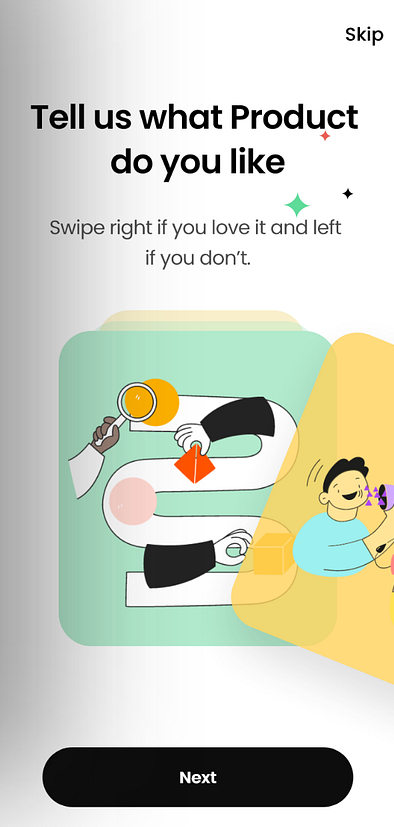 Skip
Tell us what Product
do you like
Swipe right if you love it and left
if you don’t.
Next